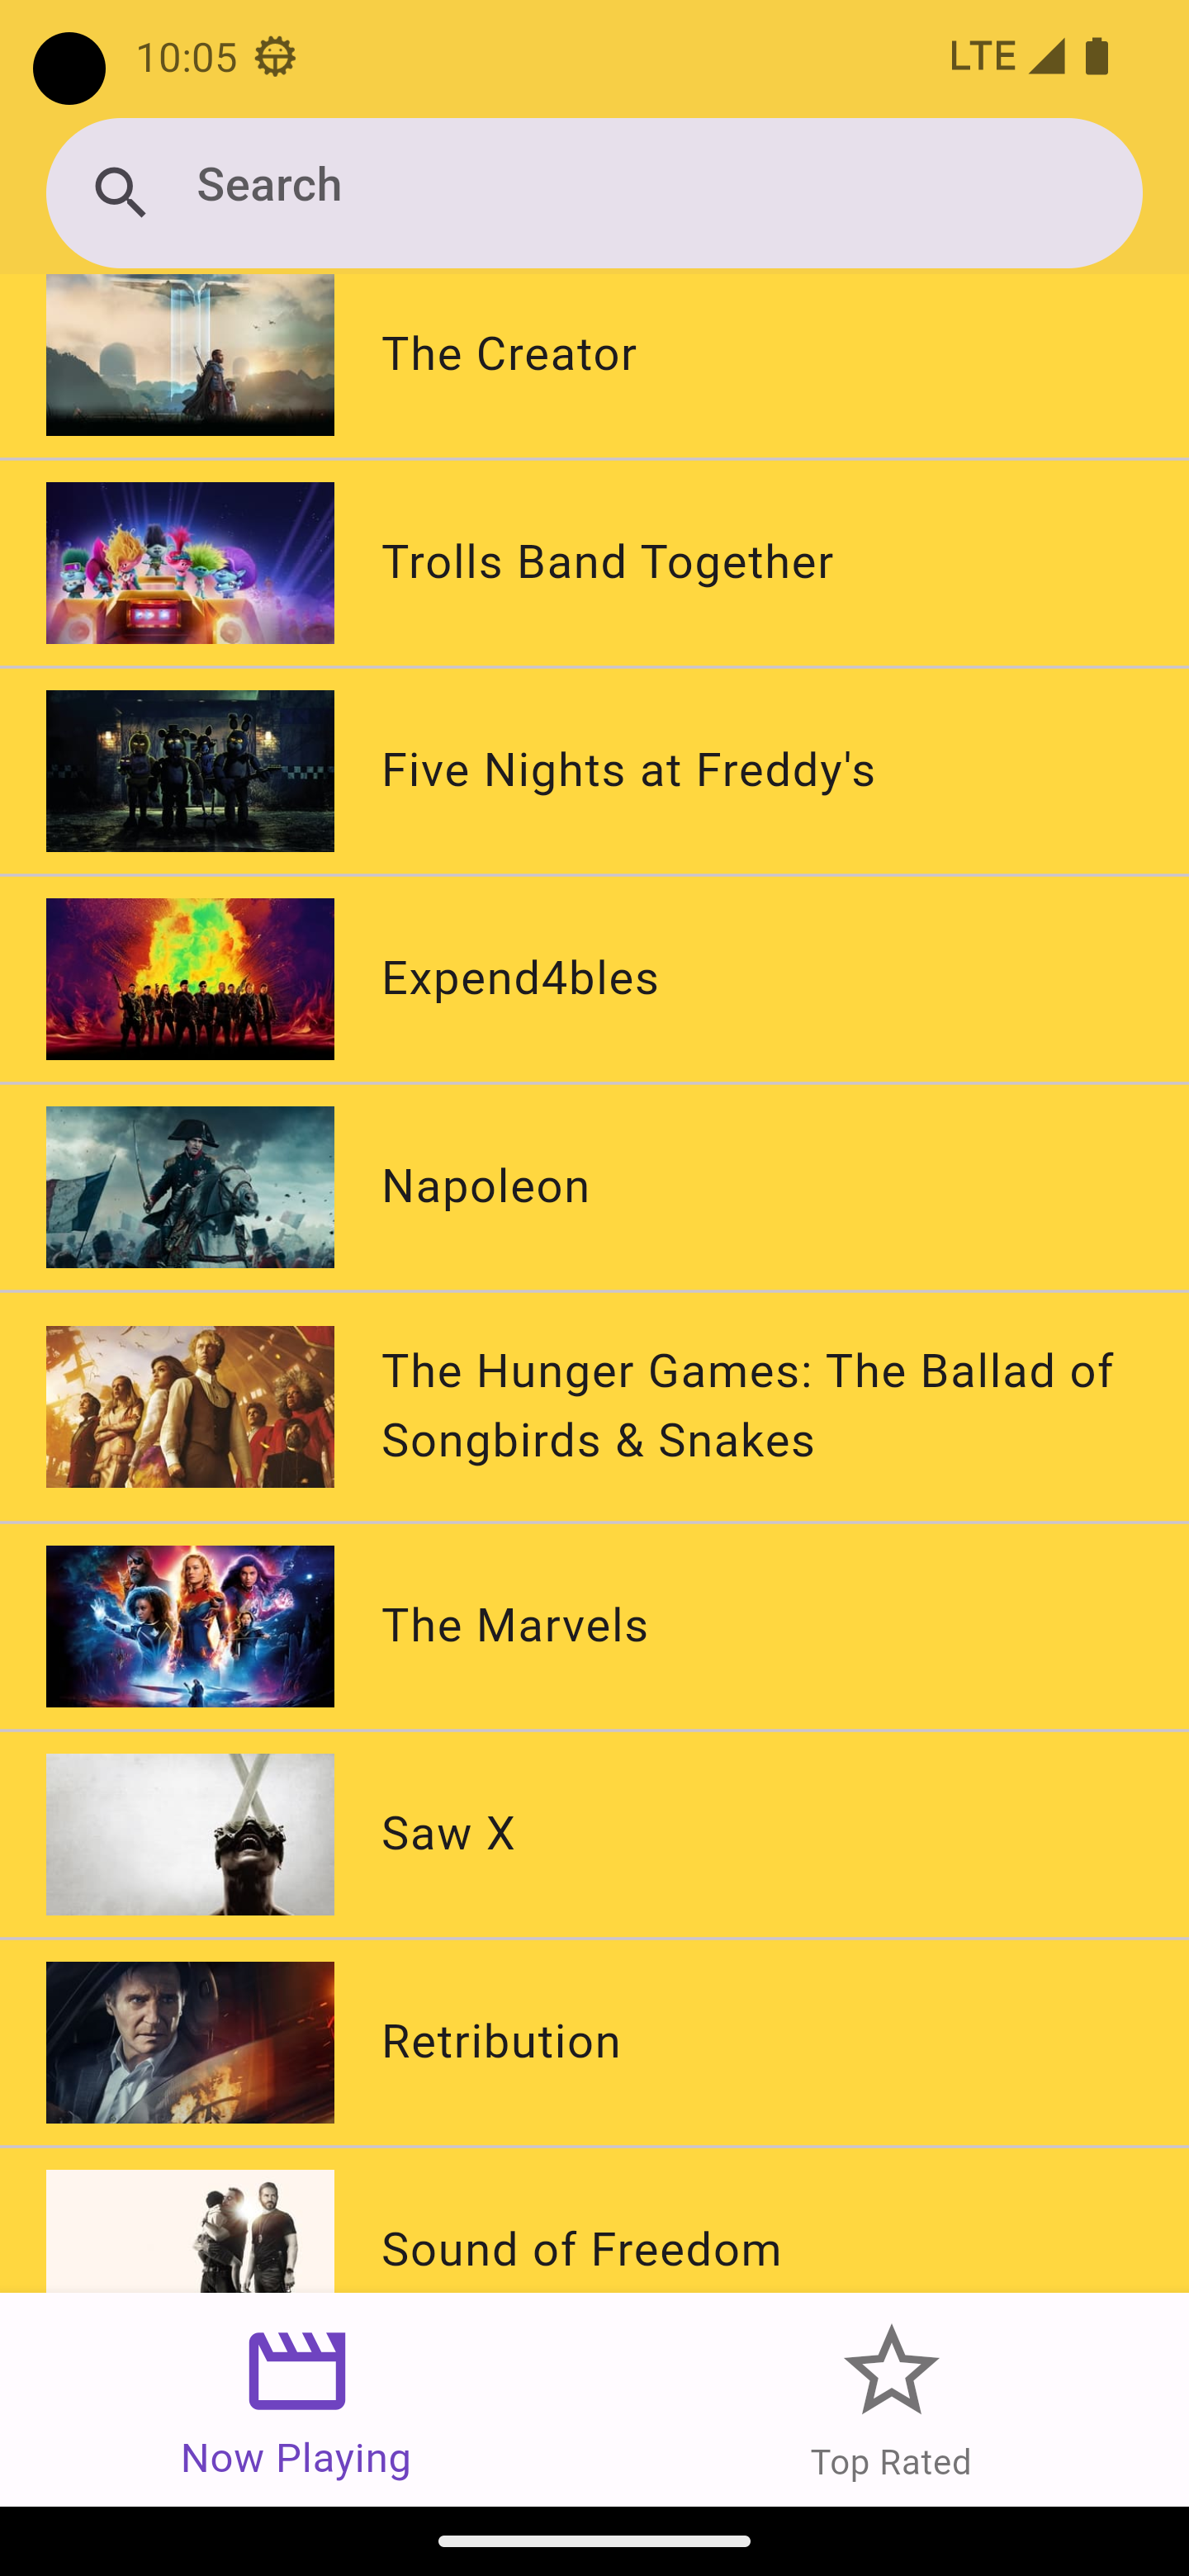 10:05
LTE
Search
The Creator
Trolls Band Together
Five Nights at Freddy's
Expend4bles
Napoleon
The Hunger Games: The Ballad of
Songbirds & Snakes
The Marvels
Saw X
Retribution
Sound of Freedom
Now Playing
Top Rated